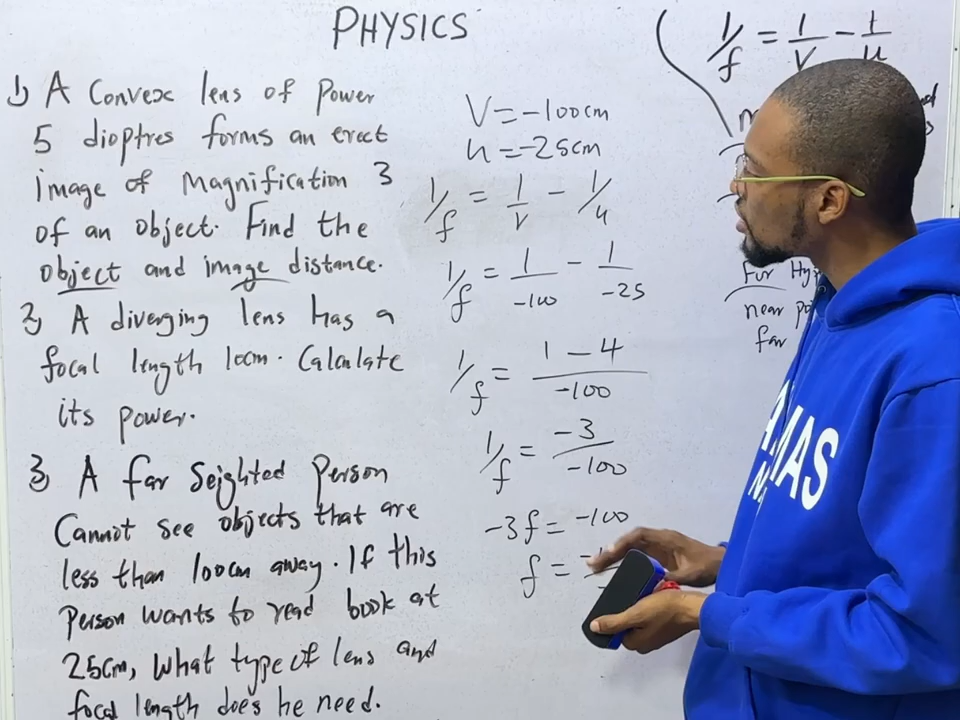 PHYSICS
1) A Convex lens of Power
5 dioptres forms an erect
image of Magnification 3
of an object. Find the
object and image distance.
2) A diverging lens has a
focal length 10cm. Calculate
its power.
3) A far Seighted Person
Cannot see objects that are
less than 100cm away. If this
Person wants to read book at
25cm, What type of lens and
focal length does he need.
V = -100cm
u = -25cm
1/f = 1/v - 1/u
1/f = 1/-100 - 1/-25
1/f = 1 - 4/-100
1/f = -3/-100
-3f = -100
f =
1/f = 1/v - 1/u
For Hy
near po
far
MAS
N